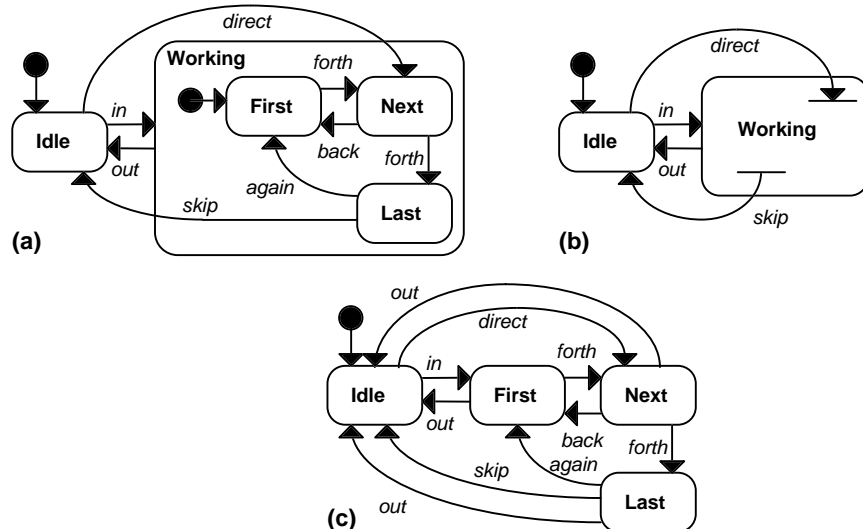 direct
Working
forth
First
Next
in
Idle
out
back
forth
again
Last
skip
(a)
direct
in
Working
Idle
out
skip
(b)
out
direct
in
forth
Idle
First
Next
out
back
forth
again
skip
Last
out
(c)